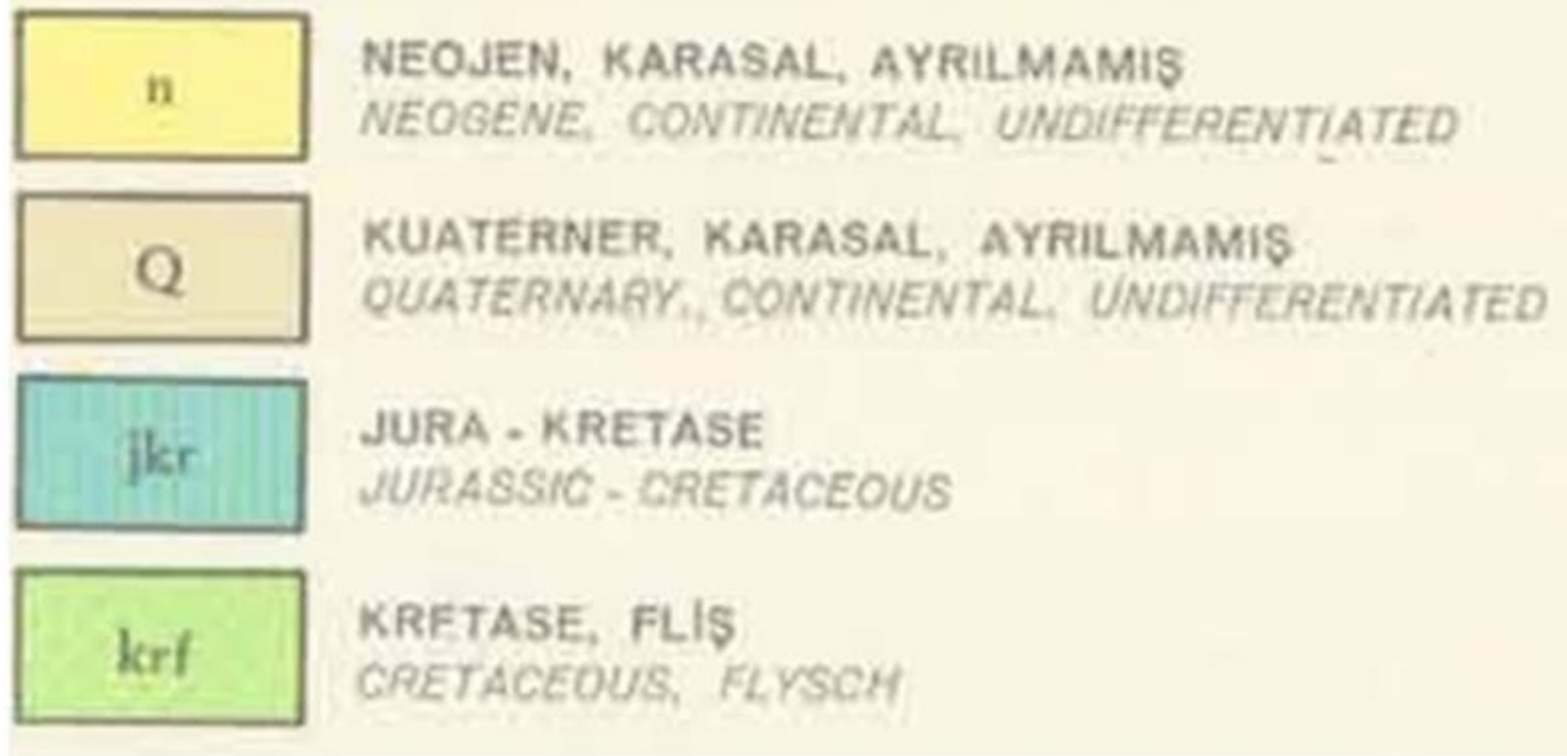 n
NEOJEN, KARASAL, AYRILMAMIŞ
NEOGENE, CONTINENTAL, UNDIFFERENTIATED
Q
KUATERNER, KARASAL, AYRILMAMIŞ
QUATERNARY., CONTINENTAL, UNDIFFERENTIATED
jkr
JURA - KRETASE
JURASSIC - CRETACEOUS
krf
KRETASE, FLİŞ
CRETACEOUS, FLYSCH